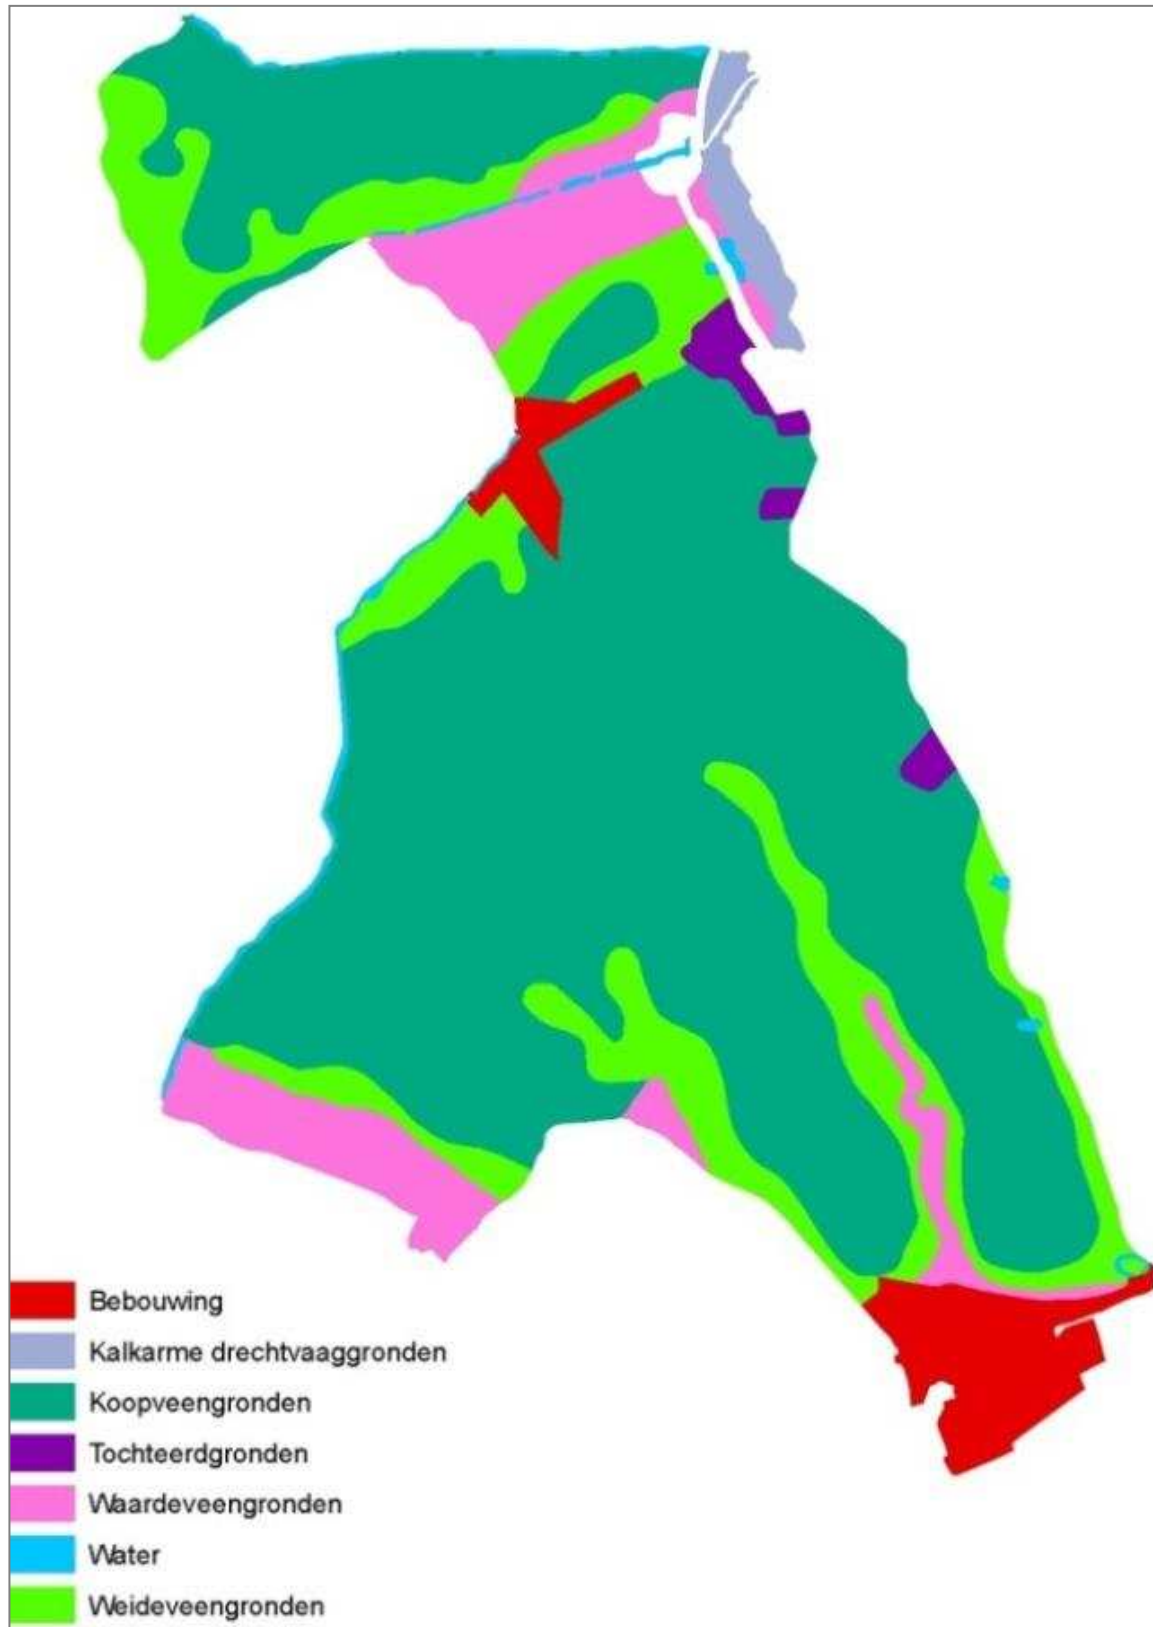 Bebouwing
Kalkarme drechtvaaggronden
Koopveengronden
Tochteerdgronden
Waardeveengronden
Water
Weideveengronden